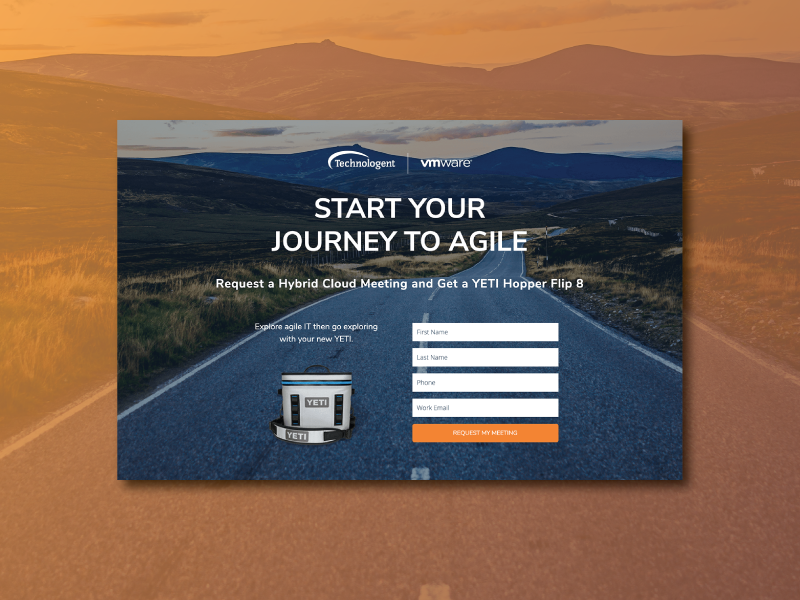 Technologent | vmware®
START YOUR
JOURNEY TO AGILE
Request a Hybrid Cloud Meeting and Get a YETI Hopper Flip 8
Explore agile IT then go exploring
with your new YETI.
YETI
YETI
First Name
Last Name
Phone
Work Email
REQUEST MY MEETING